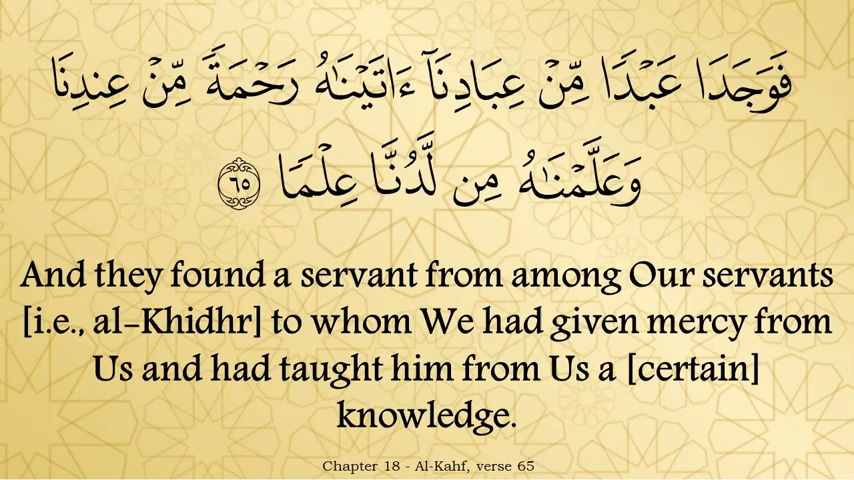 فَوَجَدَا عَبْدًا مِّنْ عِبَادِنَآ ءَاتَيْنَـٰهُ رَحْمَةً مِّنْ عِندِنَا
وَعَلَّمْنَـٰهُ مِن لَّدُنَّا عِلْمًا ٦٥
And they found a servant from among Our servants
[i.e., al-Khidhr] to whom We had given mercy from
Us and had taught him from Us a [certain]
knowledge.
Chapter 18 - Al-Kahf, verse 65